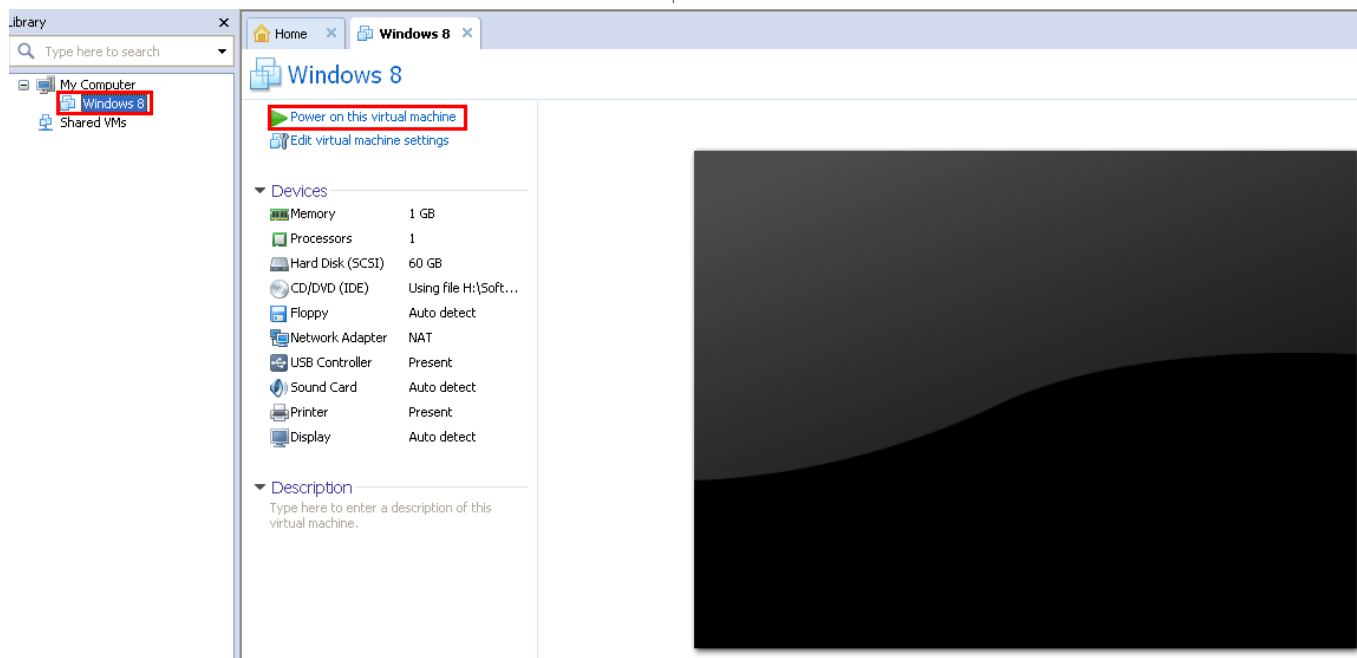 Library
Type here to search
My Computer
Windows 8
Shared VMs
Home
Windows 8
Windows 8
Power on this virtual machine
Edit virtual machine settings
Devices
Memory 1 GB
Processors 1
Hard Disk (SCSI) 60 GB
CD/DVD (IDE) Using file H:\Soft...
Floppy Auto detect
Network Adapter NAT
USB Controller Present
Sound Card Auto detect
Printer Present
Display Auto detect
Description
Type here to enter a description of this
virtual machine.